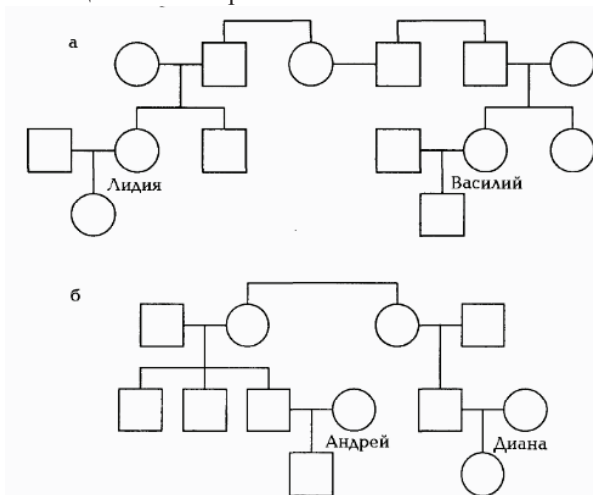 а
Лидия
Василий
б
Андрей
Диана